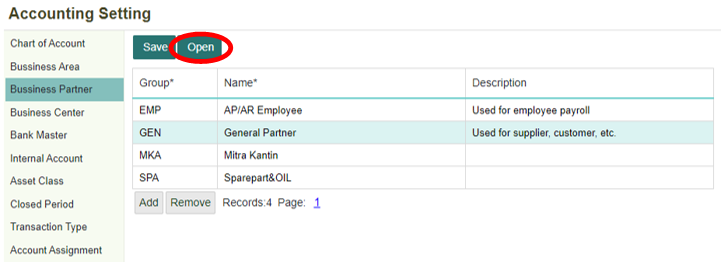 Accounting Setting
Chart of Account
Bussiness Area
Bussiness Partner
Business Center
Bank Master
Internal Account
Asset Class
Closed Period
Transaction Type
Account Assignment
Save Open
Group* Name* Description
EMP AP/AR Employee Used for employee payroll
GEN General Partner Used for supplier, customer, etc.
MKA Mitra Kantin
SPA Sparepart&OIL
Add Remove Records:4 Page: 1